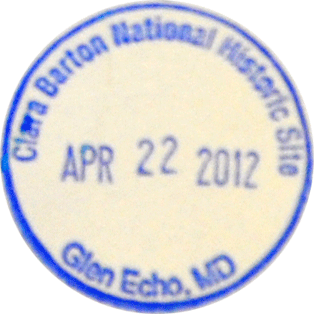 Clara Barton National Historic Site
APR 22 2012
Glen Echo, MD